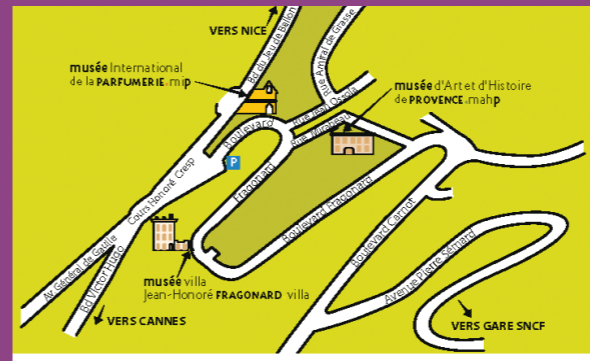 VERS NICE
Bd du Jeu de Ballon
Rue Amiral de Grasse
musée International
de la PARFUMERIE.mip
musée d'Art et d'Histoire
de PROVENCE.mahp
Rue Jean Ossola
Rue Mirabeau
Boulevard
Fragonard
P
Cours Honoré Cresp
Boulevard Fragonard
Boulevard Carnot
Av Général de Gaulle
Bd Victor Hugo
musée villa
Jean-Honoré FRAGONARD villa
Avenue Pierre Sémard
VERS CANNES
VERS GARE SNCF